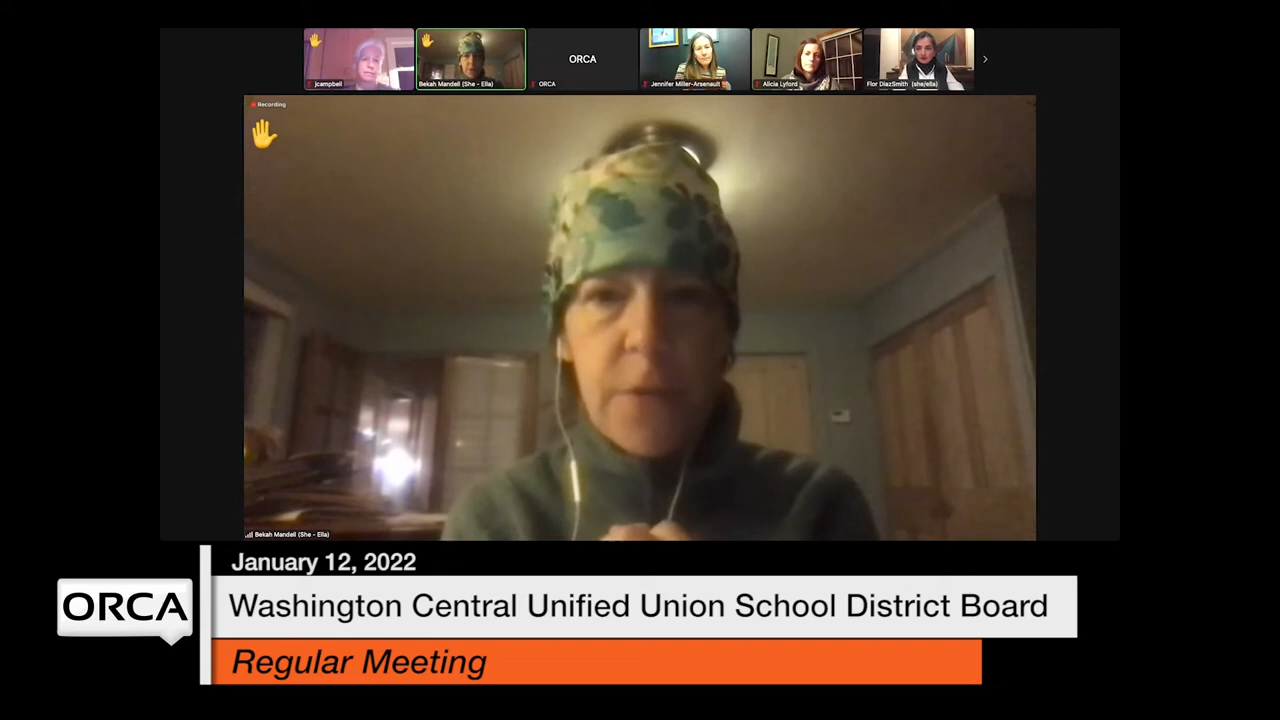 jcampbell
Bekah Mandell (She - Ella)
ORCA
ORCA
Jennifer Miller-Arsenault
Alicia Lyford
Flor DiazSmith (she/ella)
Recording
Bekah Mandell (She - Ella)
January 12, 2022
ORCA
Washington Central Unified Union School District Board
Regular Meeting